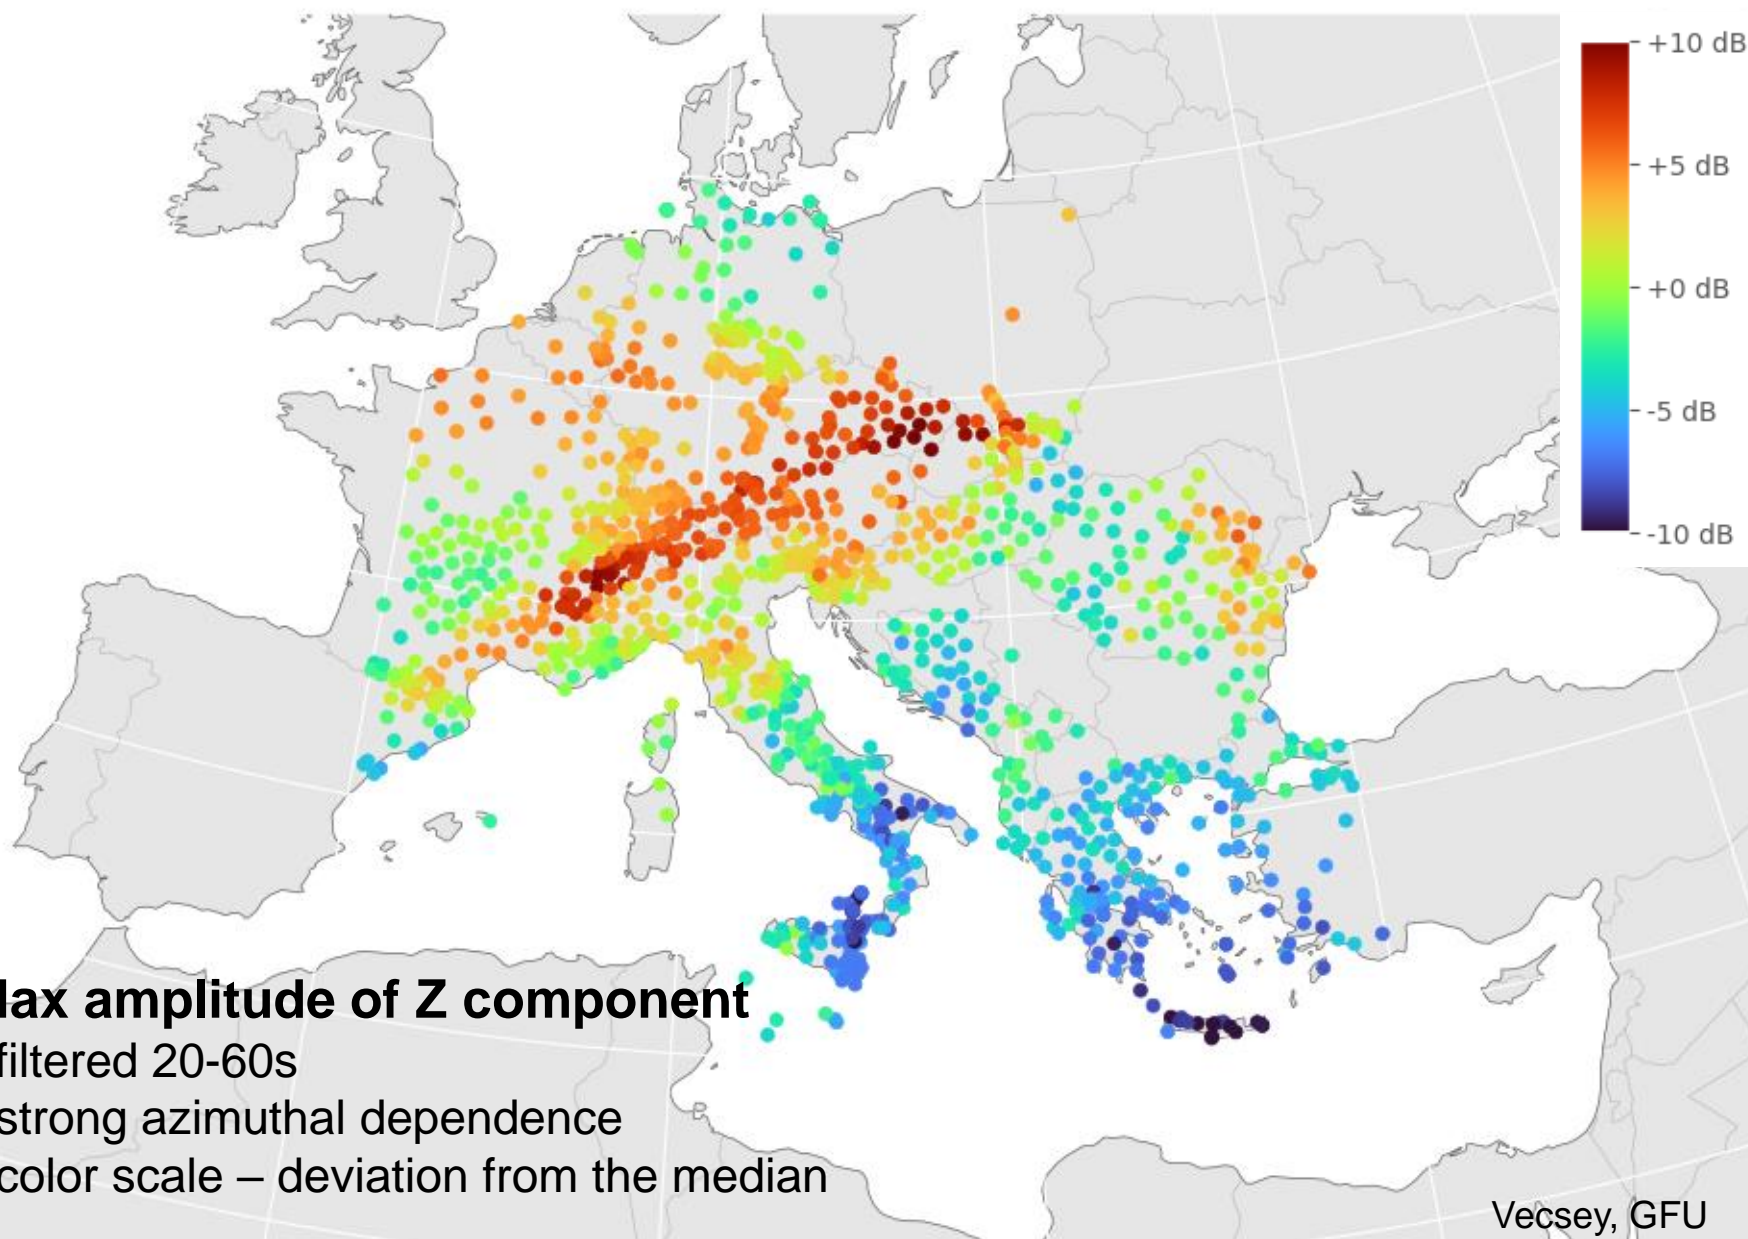 +10 dB
+5 dB
+0 dB
-5 dB
-10 dB
lax amplitude of Z component
filtered 20-60s
strong azimuthal dependence
color scale – deviation from the median
Vecsey, GFU